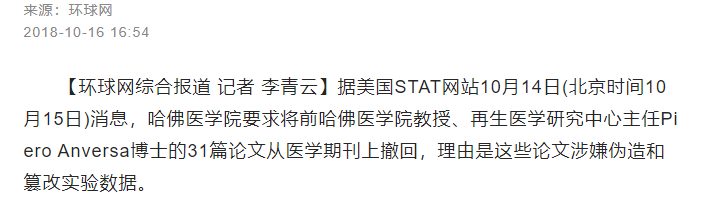 来源：环球网
2018-10-16 16:54
【环球网综合报道 记者 李青云】据美国STAT网站10月14日(北京时间10
月15日)消息，哈佛医学院要求将前哈佛医学院教授、再生医学研究中心主任Pi
ero Anversa博士的31篇论文从医学期刊上撤回，理由是这些论文涉嫌伪造和
篡改实验数据。